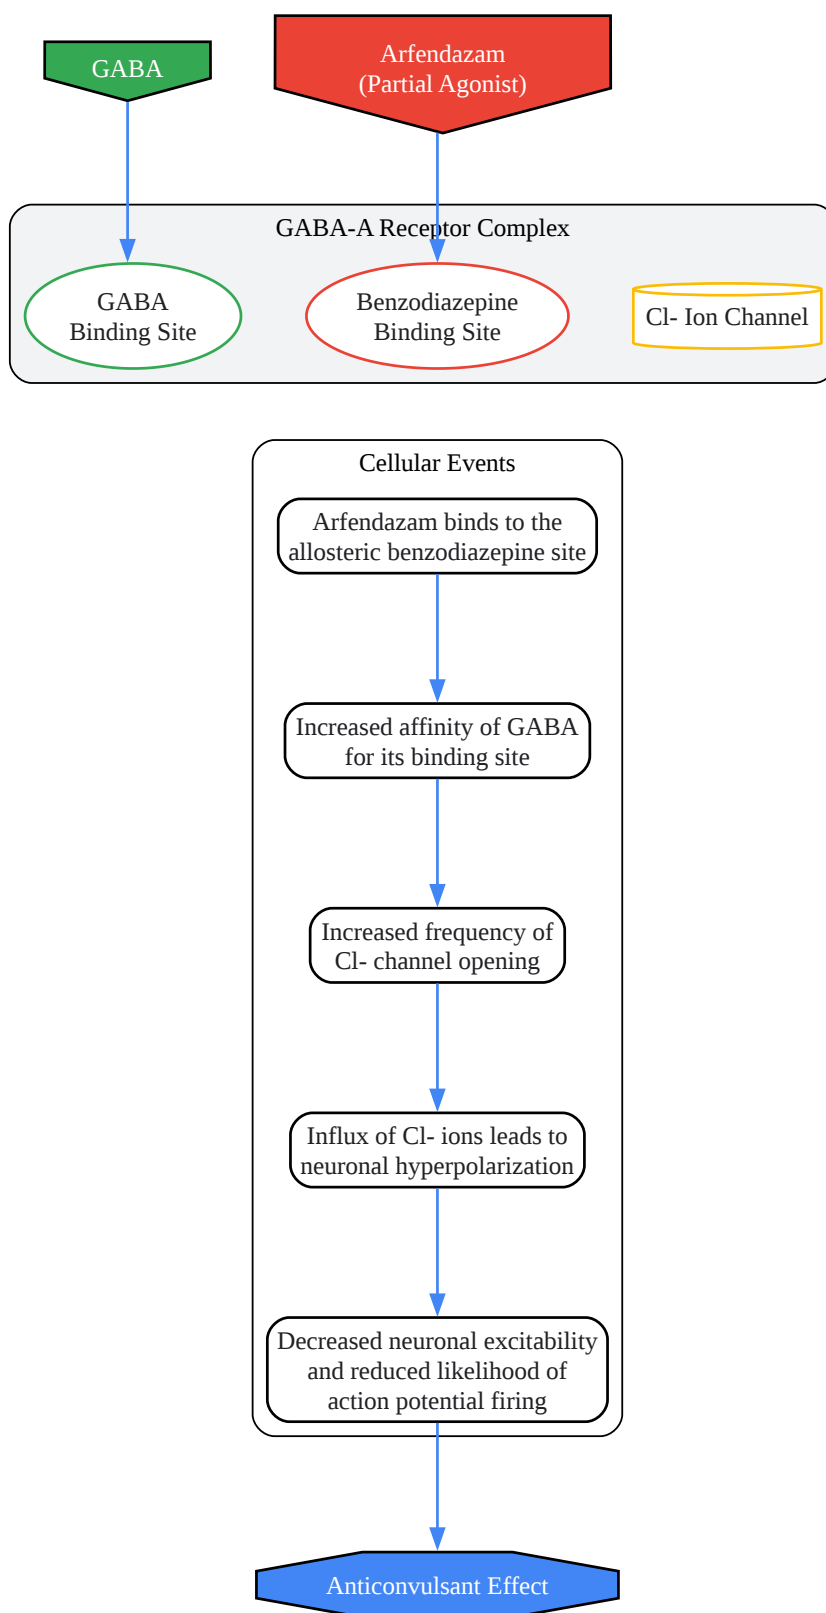 GABA
Arfendazam
(Partial Agonist)
GABA-A Receptor Complex
GABA
Binding Site
Benzodiazepine
Binding Site
Cl- Ion Channel
Cellular Events
Arfendazam binds to the
allosteric benzodiazepine site
Increased affinity of GABA
for its binding site
Increased frequency of
Cl- channel opening
Influx of Cl- ions leads to
neuronal hyperpolarization
Decreased neuronal excitability
and reduced likelihood of
action potential firing
Anticonvulsant Effect